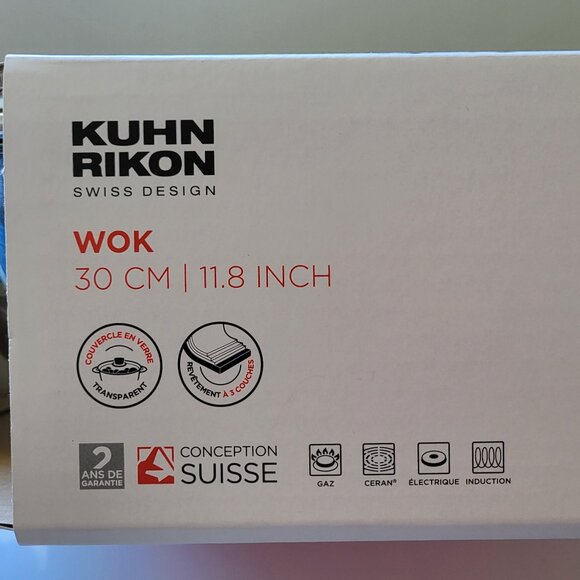 KUHN
RIKON
SWISS DESIGN
WOK
30 CM | 11.8 INCH
COUVERCLE EN VERRE
TRANSPARENT
REVÊTEMENT À 3 COUCHES
2
ANS DE
GARANTIE
CONCEPTION
SUISSE
GAZ
CERAN®
ÉLECTRIQUE
INDUCTION